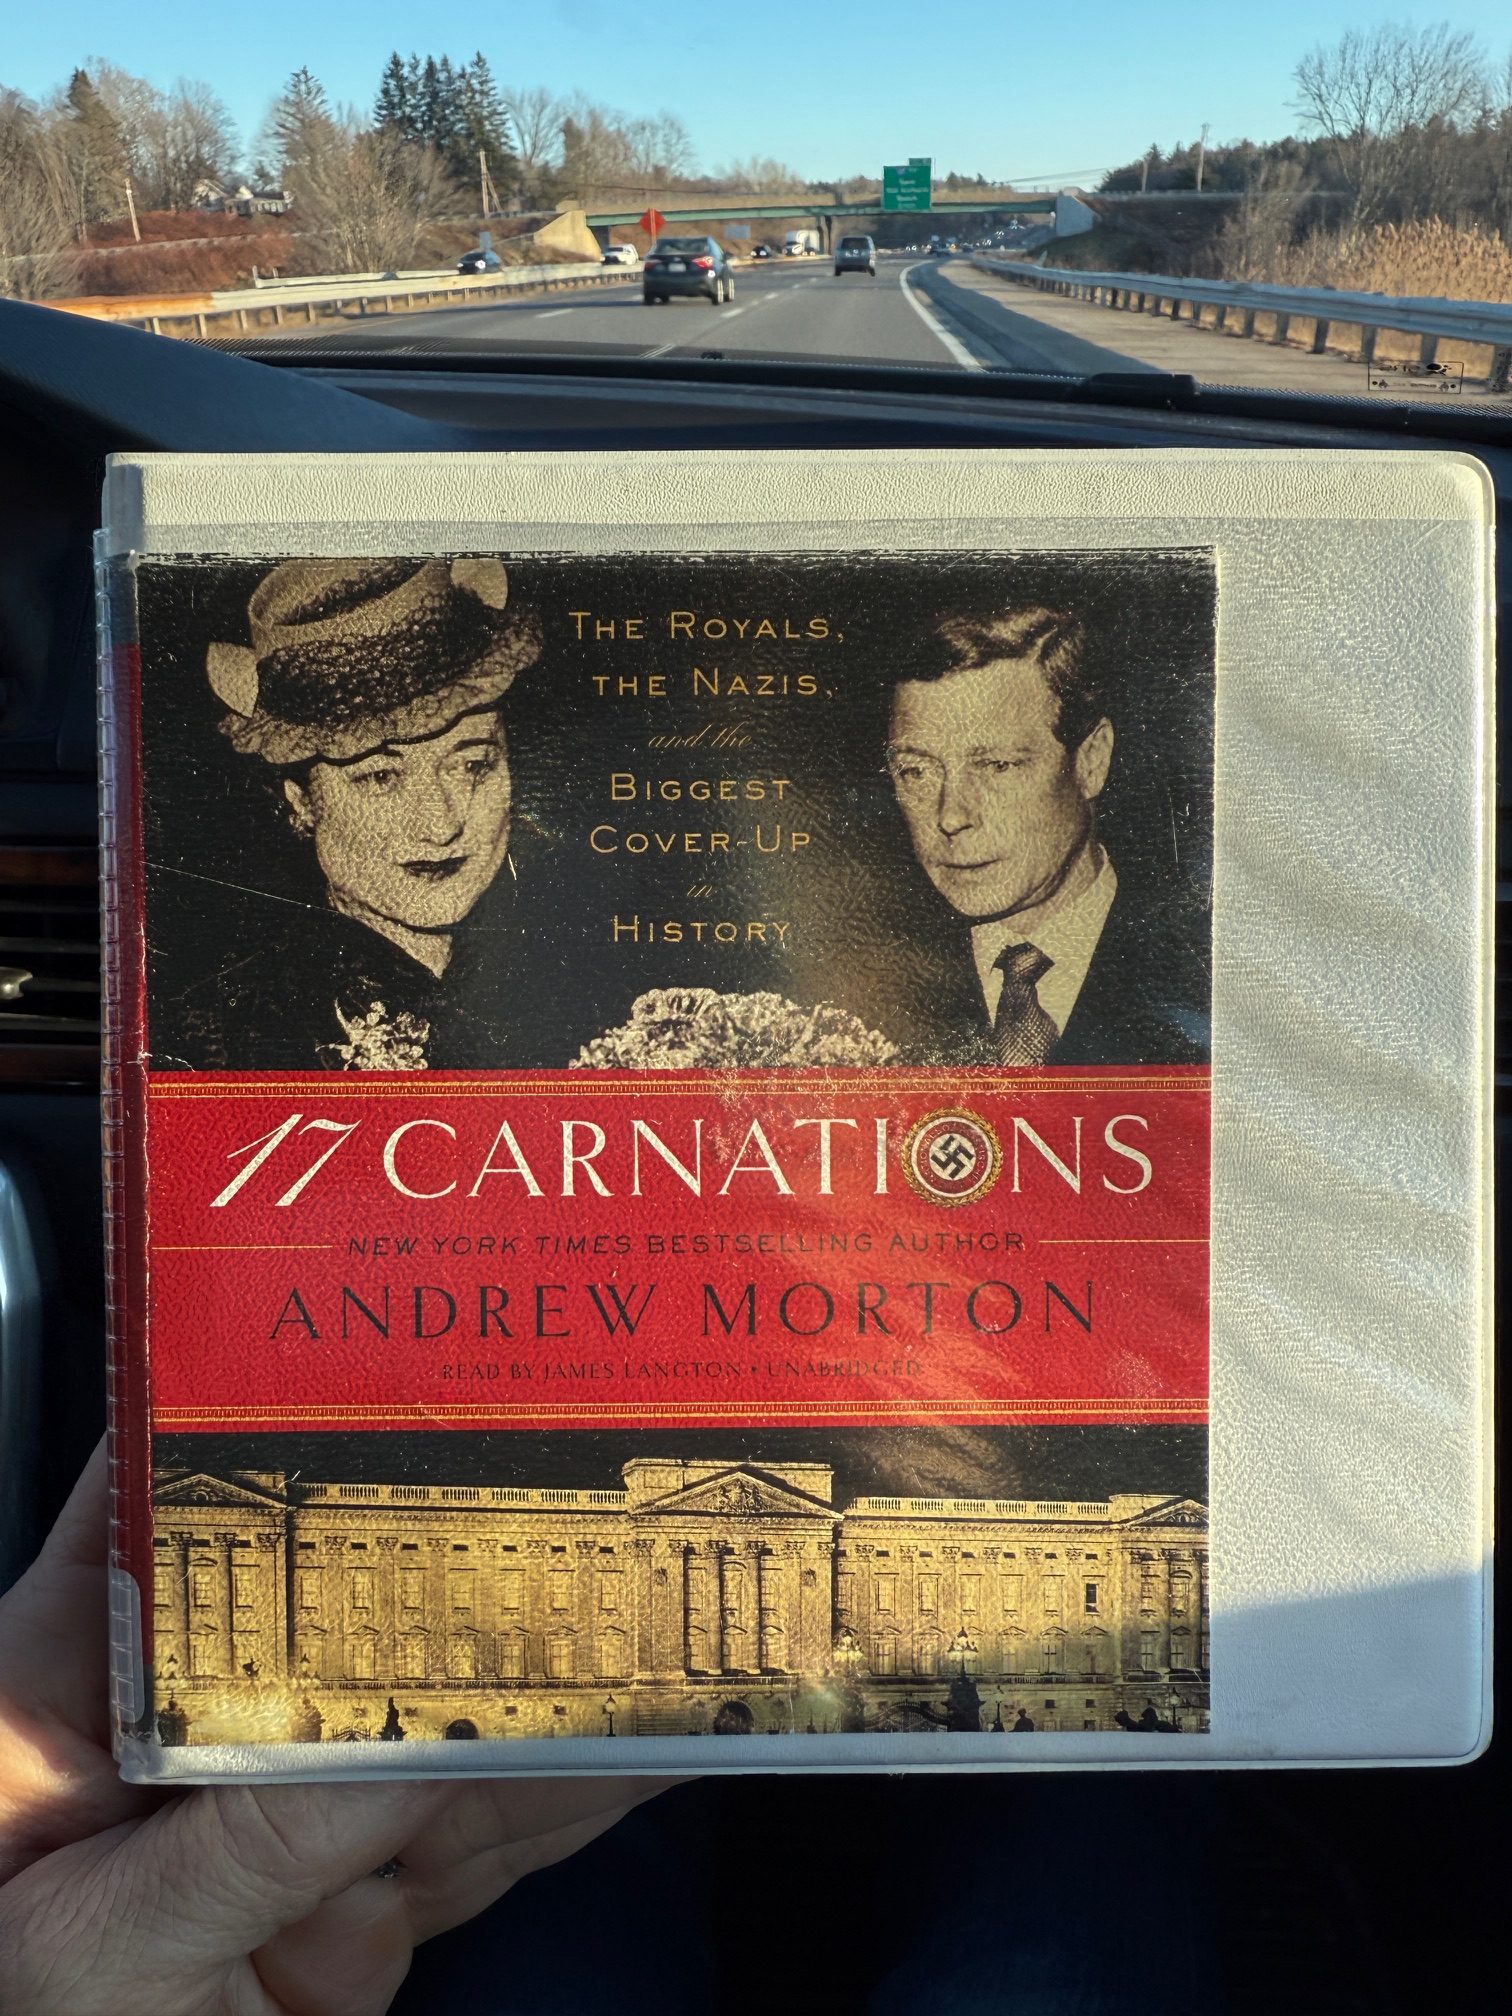 THE ROYALS,
THE NAZIS,
and the
BIGGEST
COVER-UP
in
HISTORY
17 CARNATIONS
NEW YORK TIMES BESTSELLING AUTHOR
ANDREW MORTON
READ BY JAMES LANGTON • UNABRIDGED